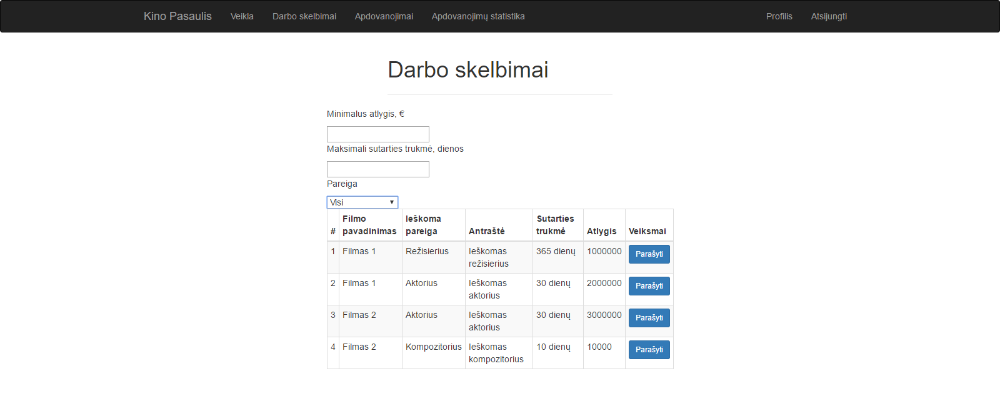 Kino Pasaulis Veikla Darbo skelbimai Apdovanojimai Apdovanojimų statistika Profilis Atsijungti
Darbo skelbimai
Minimalus atlygis, €
Maksimali sutarties trukmė, dienos
Pareiga
Visi
# Filmo pavadinimas Ieškoma pareiga Antraštė Sutarties trukmė Atlygis Veiksmai
1 Filmas 1 Režisierius Ieškomas režisierius 365 dienų 1000000 Parašyti
2 Filmas 1 Aktorius Ieškomas aktorius 30 dienų 2000000 Parašyti
3 Filmas 2 Aktorius Ieškomas aktorius 30 dienų 3000000 Parašyti
4 Filmas 2 Kompozitorius Ieškomas kompozitorius 10 dienų 10000 Parašyti